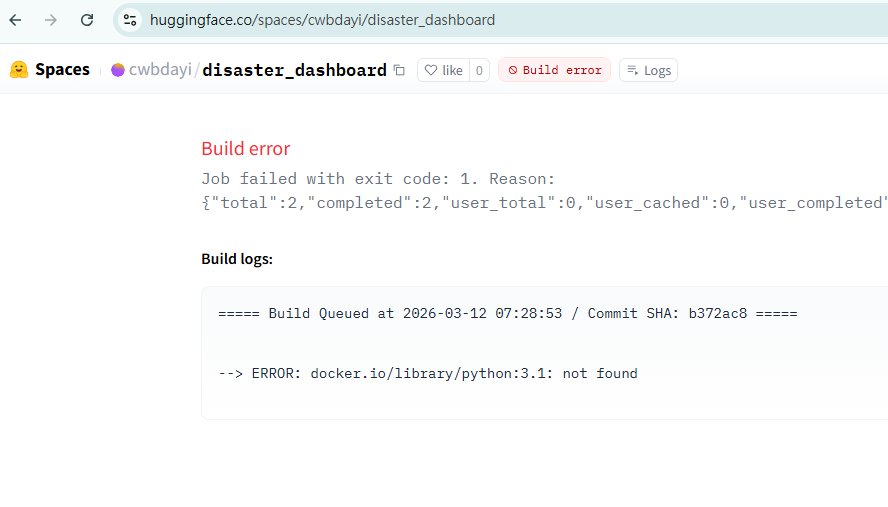 huggingface.co/spaces/cwbdayi/disaster_dashboard
Spaces cwbdayi/disaster_dashboard like 0 Build error Logs
Build error
Job failed with exit code: 1. Reason:
{"total":2,"completed":2,"user_total":0,"user_cached":0,"user_completed"
Build logs:
===== Build Queued at 2026-03-12 07:28:53 / Commit SHA: b372ac8 =====
--> ERROR: docker.io/library/python:3.1: not found